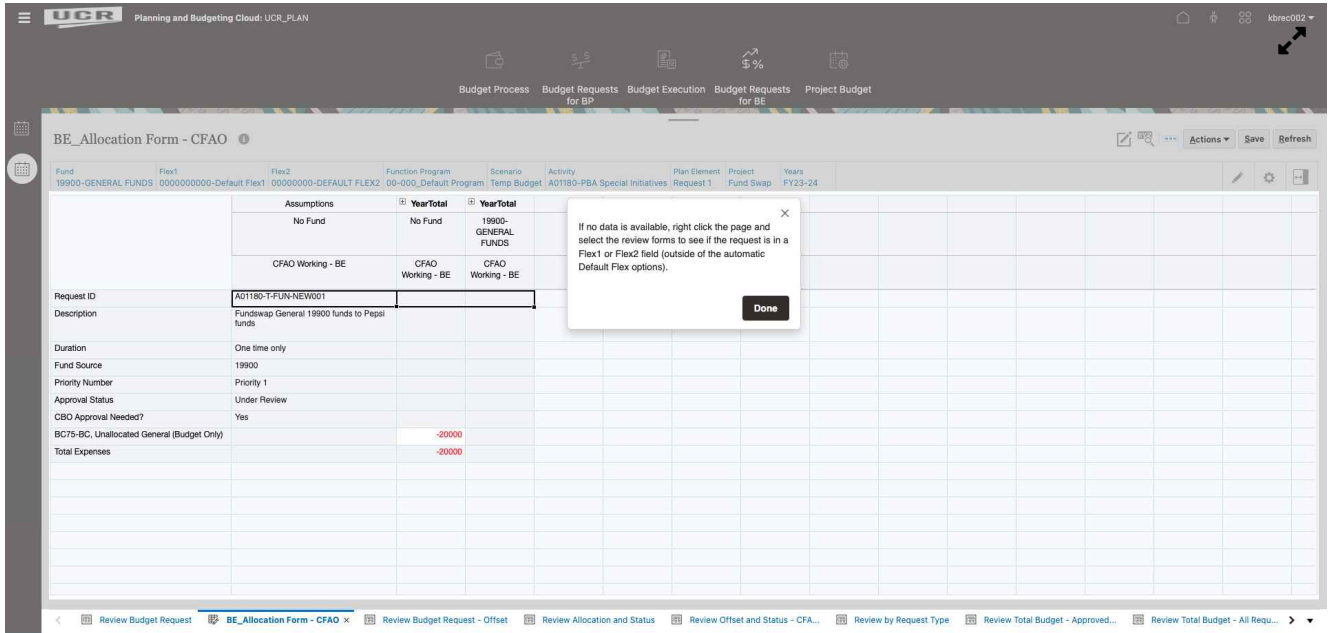 UCR Planning and Budgeting Cloud: UCR_PLAN kbrec002
Budget Process Budget Requests for BP Budget Execution Budget Requests for BE Project Budget
BE_Allocation Form - CFAO
Actions Save Refresh
Fund Flex1 Flex2 Function Program Scenario Activity Plan Element Project Years
19900-GENERAL FUNDS 0000000000-Default Flex1 00000000-DEFAULT FLEX2 00-000_Default Program Temp Budget A01180-PBA Special Initiatives Request 1 Fund Swap FY23-24
Assumptions YearTotal YearTotal
No Fund No Fund 19900-GENERAL FUNDS
CFAO Working - BE CFAO Working - BE CFAO Working - BE
If no data is available, right click the page and
select the review forms to see if the request is in a
Flex1 or Flex2 field (outside of the automatic
Default Flex options).
Done
Request ID A01180-T-FUN-NEW001
Description Fundswap General 19900 funds to Pepsi
funds
Duration One time only
Fund Source 19900
Priority Number Priority 1
Approval Status Under Review
CBO Approval Needed? Yes
BC75-BC, Unallocated General (Budget Only) -20000
Total Expenses -20000
Review Budget Request BE_Allocation Form - CFAO Review Budget Request - Offset Review Allocation and Status Review Offset and Status - CFA... Review by Request Type Review Total Budget - Approved... Review Total Budget - All Requ...